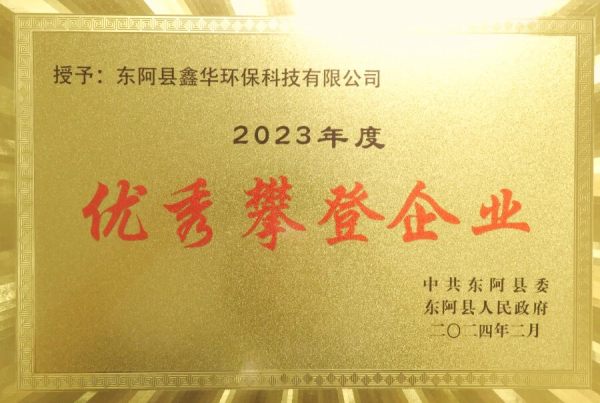 授予：东阿县鑫华环保科技有限公司
2023年度
优秀攀登企业
中共东阿县委
东阿县人民政府
二〇二四年二月